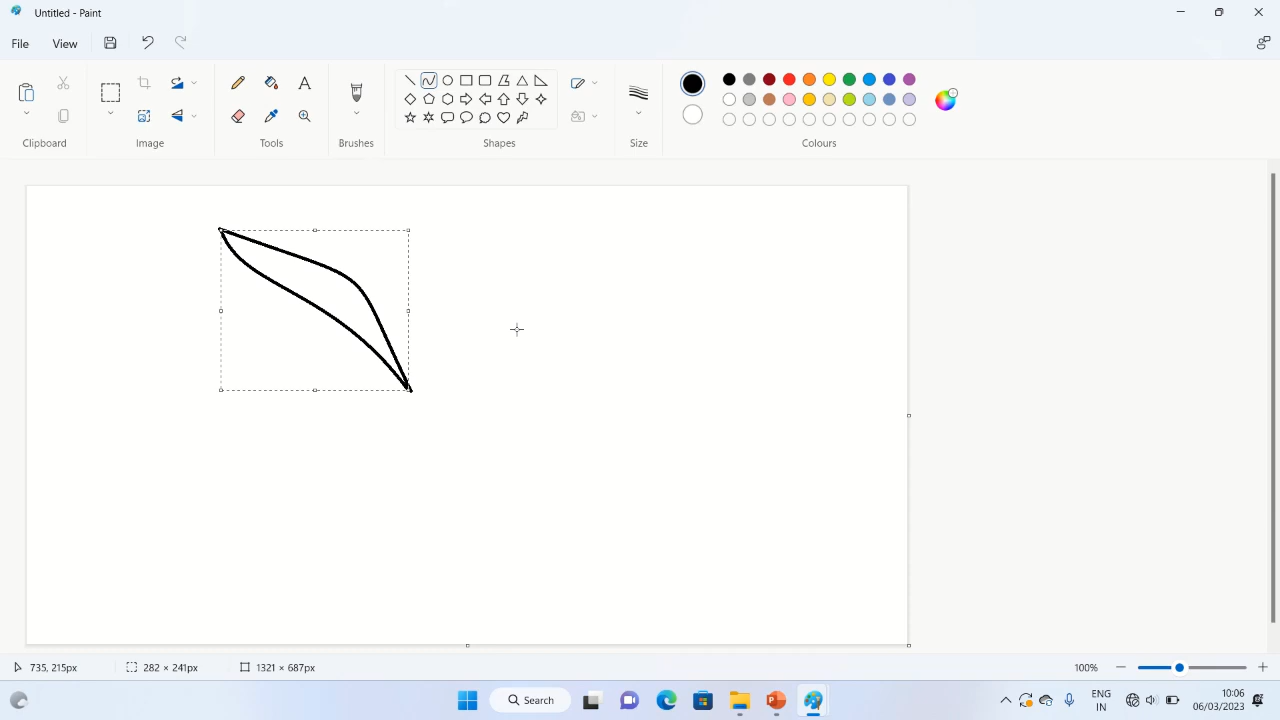 Untitled - Paint
File View
Clipboard
Image
Tools
Brushes
Shapes
Size
Colours
735, 215px
282 × 241px
1321 × 687px
100%
Search
ENG
IN
10:06
06/03/2023